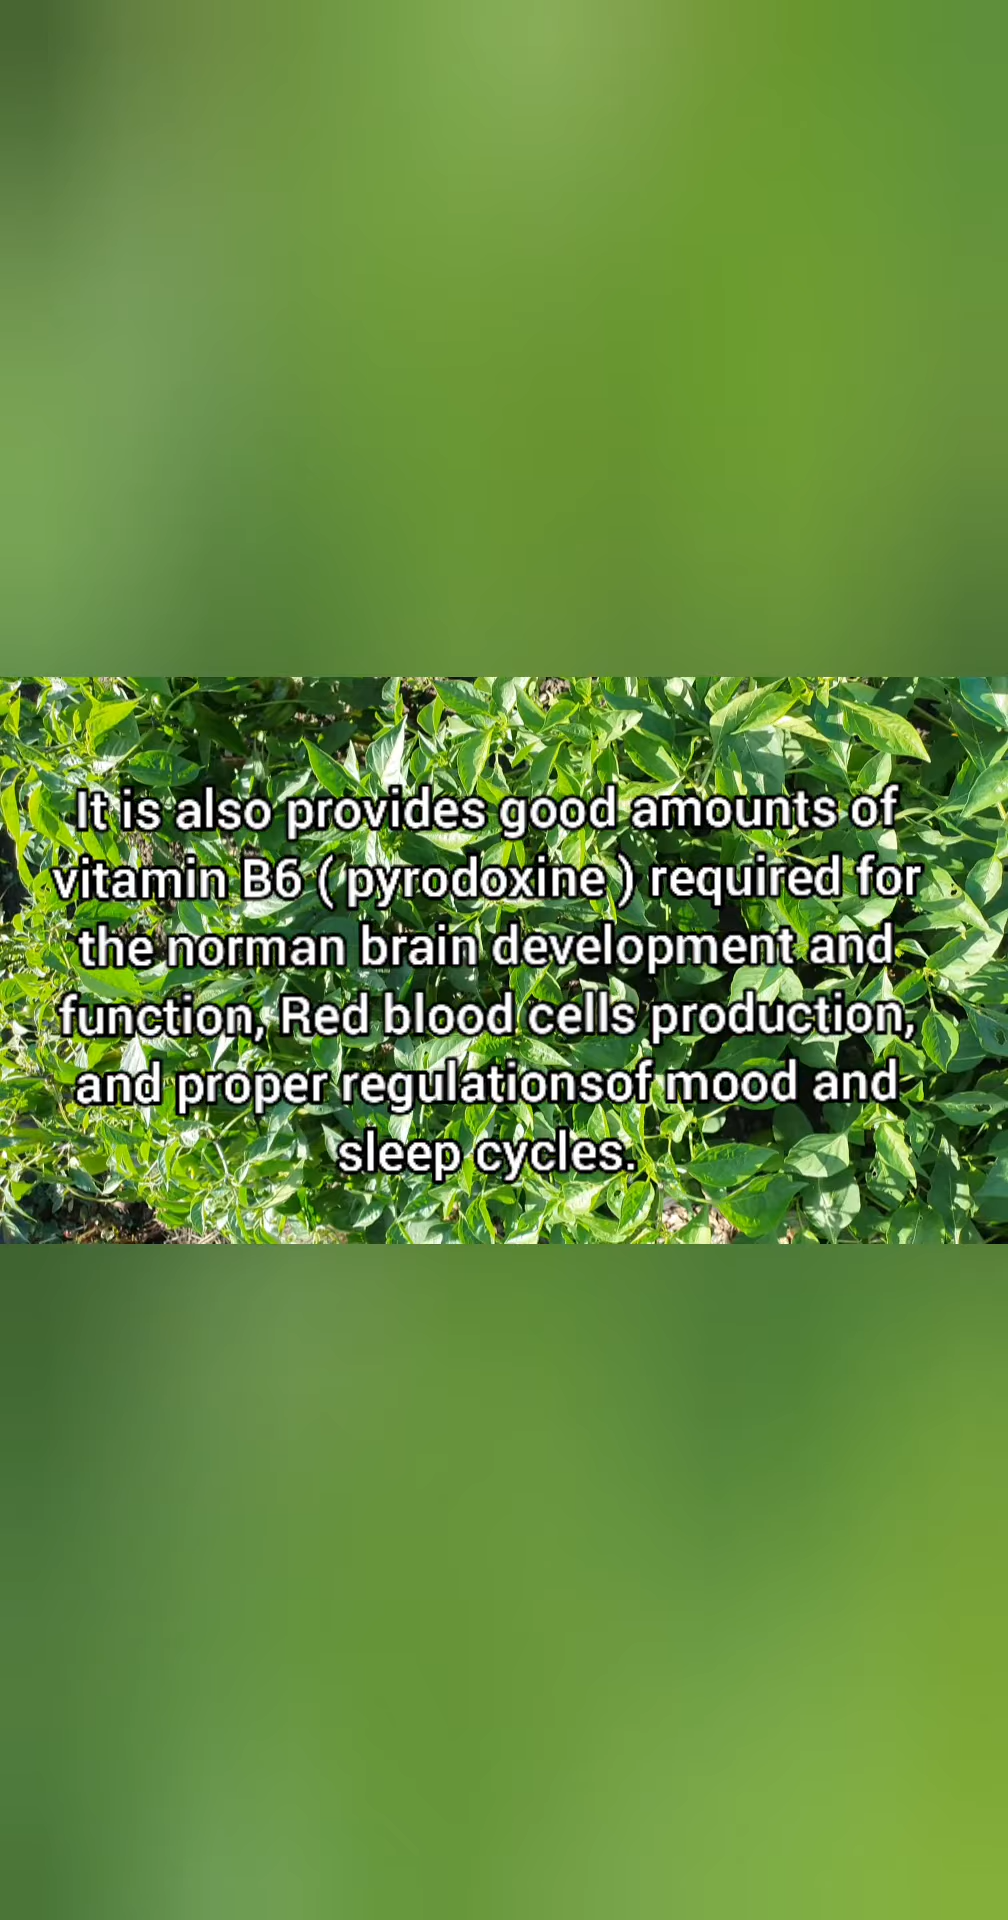 It is also provides good amounts of
vitamin B6 ( pyrodoxine ) required for
the norman brain development and
function, Red blood cells production,
and proper regulationsof mood and
sleep cycles.